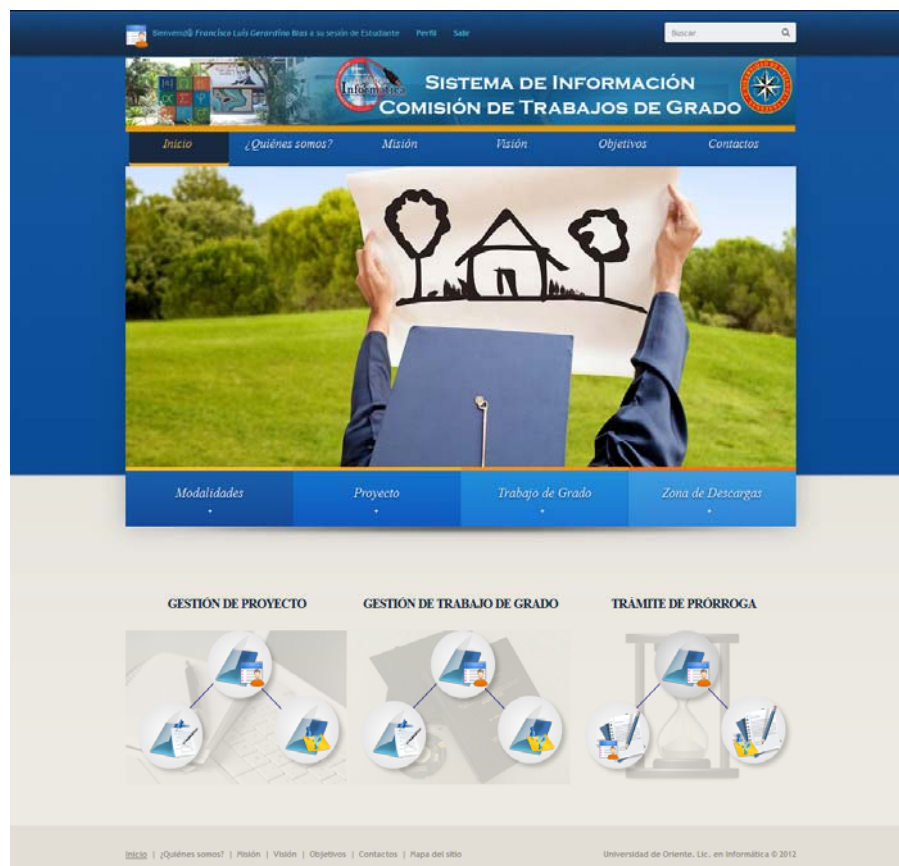 Bienvenid@ Francisco Luis Gerardino Blas a su sesión de Estudiante Perfil Salir
Buscar
Informática
SISTEMA DE INFORMACIÓN
COMISIÓN DE TRABAJOS DE GRADO
Inicio ¿Quiénes somos? Misión Visión Objetivos Contactos
Modalidades Proyecto Trabajo de Grado Zona de Descargas
GESTIÓN DE PROYECTO GESTIÓN DE TRABAJO DE GRADO TRÁMITE DE PRÓRROGA
Inicio | ¿Quiénes somos? | Misión | Visión | Objetivos | Contactos | Mapa del sitio
Universidad de Oriente. Lic. en Informática © 2012